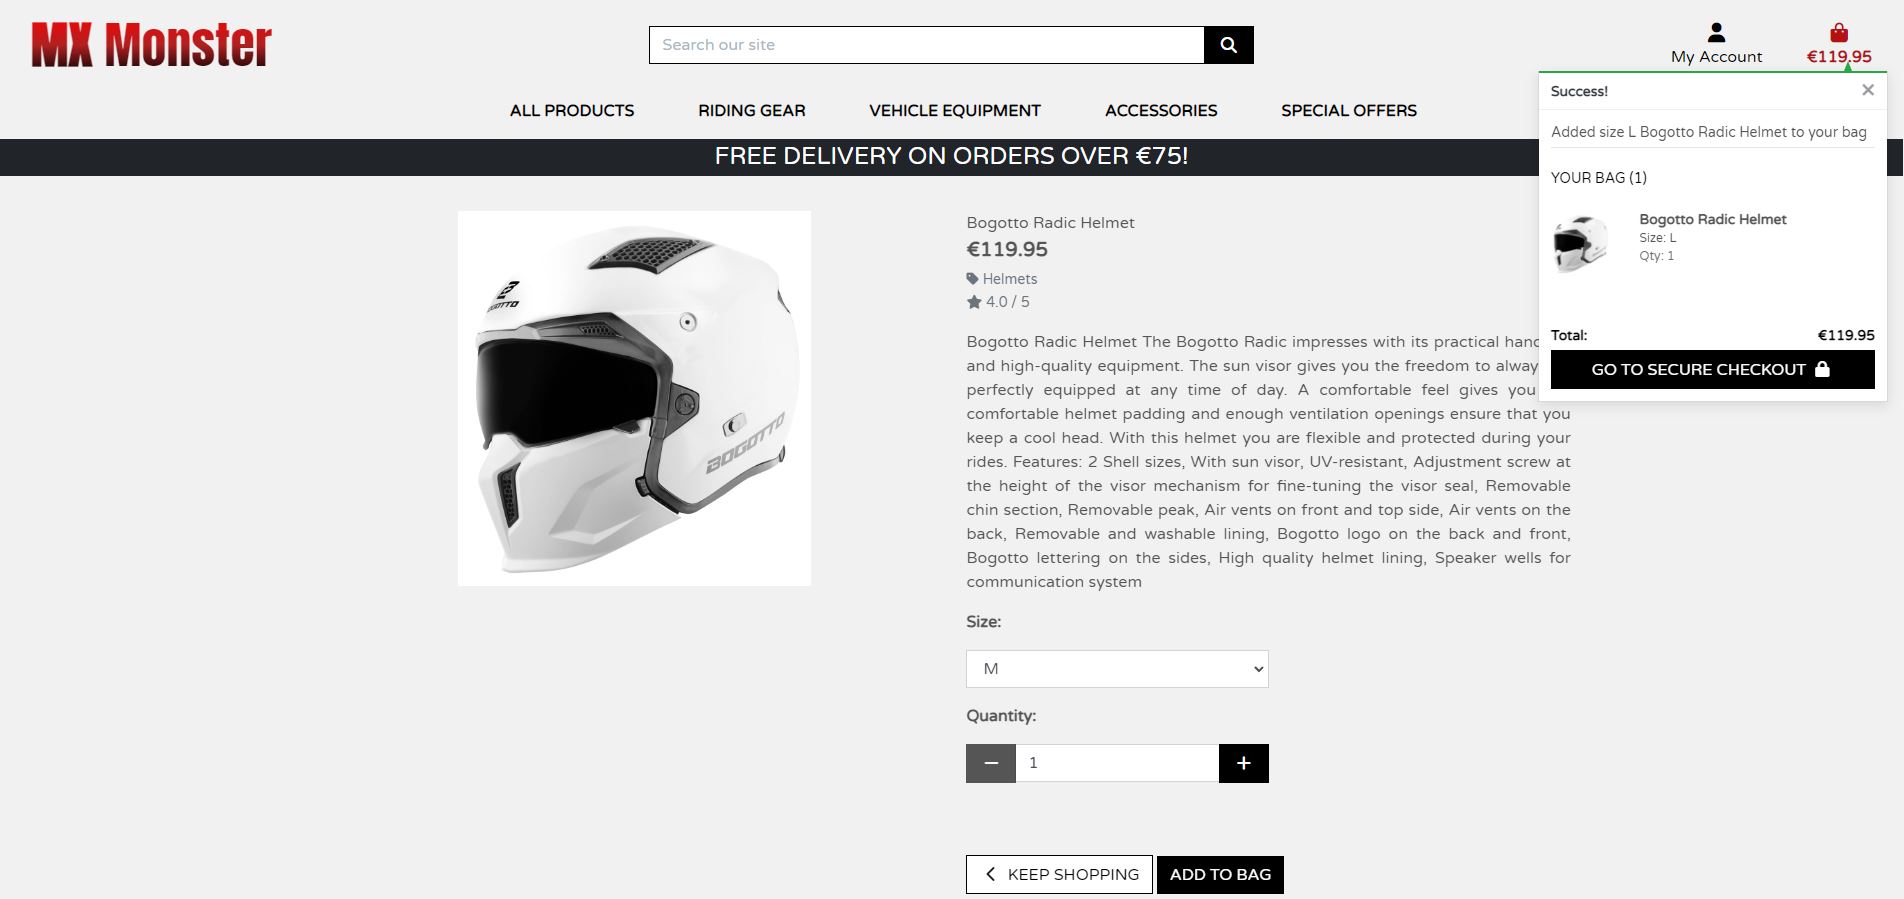 MX Monster
Search our site
My Account
€119.95
ALL PRODUCTS
RIDING GEAR
VEHICLE EQUIPMENT
ACCESSORIES
SPECIAL OFFERS
FREE DELIVERY ON ORDERS OVER €75!
Success!
Added size L Bogotto Radic Helmet to your bag
YOUR BAG (1)
Bogotto Radic Helmet
Size: L
Qty: 1
Total: €119.95
GO TO SECURE CHECKOUT
BOGOTTO
Bogotto Radic Helmet
€119.95
Helmets
4.0 / 5
Bogotto Radic Helmet The Bogotto Radic impresses with its practical
and high-quality equipment. The sun visor gives you the freedom to
perfectly equipped at any time of day. A comfortable feel gives you
comfortable helmet padding and enough ventilation openings ensure that you
keep a cool head. With this helmet you are flexible and protected during your
rides. Features: 2 Shell sizes, With sun visor, UV-resistant, Adjustment screw at
the height of the visor mechanism for fine-tuning the visor seal, Removable
chin section, Removable peak, Air vents on front and top side, Air vents on the
back, Removable and washable lining, Bogotto logo on the back and front,
Bogotto lettering on the sides, High quality helmet lining, Speaker wells for
communication system
Size:
M
Quantity:
1
KEEP SHOPPING
ADD TO BAG